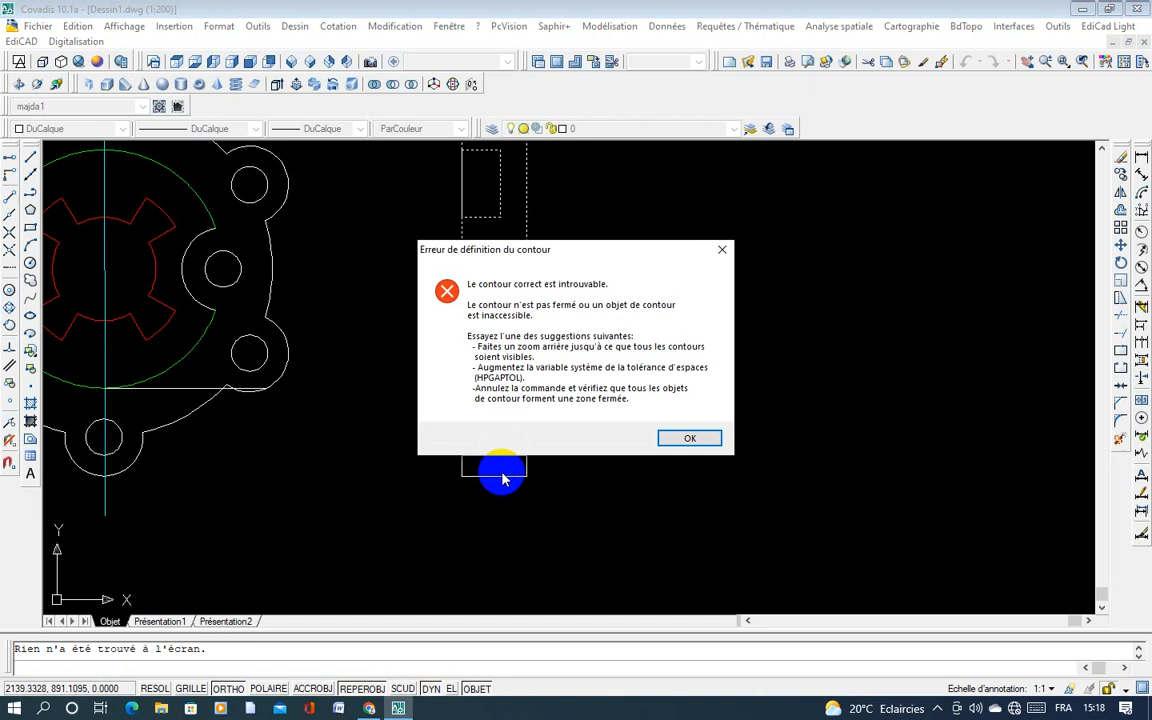 Covadis 10.1a - [Dessin1.dwg (1:200)]
Fichier Edition Affichage Insertion Format Outils Dessin Cotation Modification Fenêtre ? PcVision Saphir+ Modélisation Données Requêtes / Thématique Analyse spatiale Cartographie BdTopo Interfaces Outils EdiCad Light
EdiCAD Digitalisation
majda1
DuCalque DuCalque DuCalque ParCouleur 0
Erreur de définition du contour
Le contour correct est introuvable.
Le contour n'est pas fermé ou un objet de contour
est inaccessible.
Essayez l'une des suggestions suivantes:
- Faites un zoom arrière jusqu'à ce que tous les contours
soient visibles.
- Augmentez la variable système de la tolérance d'espaces
(HPGAPTOL).
-Annulez la commande et vérifiez que tous les objets
de contour forment une zone fermée.
OK
Y
X
Objet Présentation1 Présentation2
Rien n'a été trouvé à l'écran.
2139.3328, 891.1095, 0.0000 RESOL GRILLE ORTHO POLAIRE ACCROBJ REPEROBJ SCUD DYN EL OBJET Echelle d'annotation: 1:1
20°C Eclaircies FRA 15:18